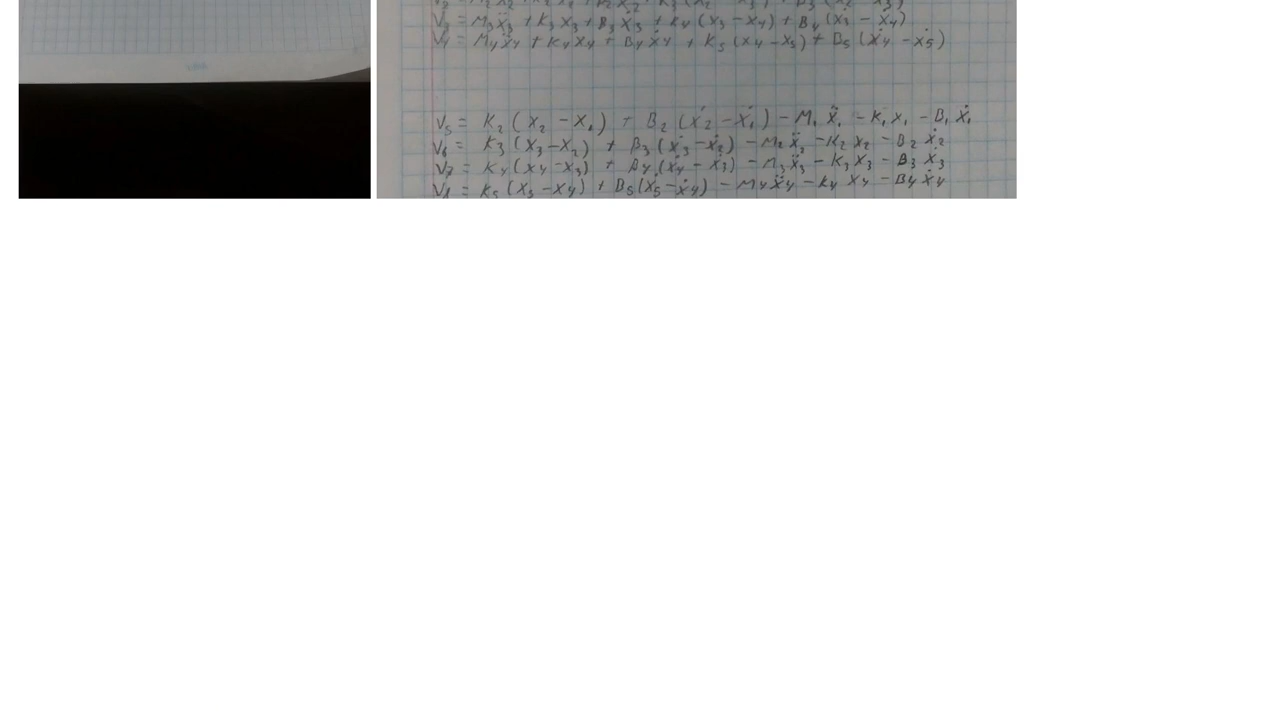 V₃ = M₃ẍ₃ + K₃x₃ + B₃ẋ₃ + K₄(x₃ - x₄) + B₄(ẋ₃ - ẋ₄)
V₄ = M₄ẍ₄ + K₄x₄ + B₄ẋ₄ + K₅(x₄ - x₅) + B₅(ẋ₄ - ẋ₅)
V₅ = K₂(x₂ - x₁) + B₂(ẋ₂ - ẋ₁) - M₁ẍ₁ - K₁x₁ - B₁ẋ₁
V₆ = K₃(x₃ - x₂) + B₃(ẋ₃ - ẋ₂) - M₂ẍ₂ - K₂x₂ - B₂ẋ₂
V₇ = K₄(x₄ - x₃) + B₄(ẋ₄ - ẋ₃) - M₃ẍ₃ - K₃x₃ - B₃ẋ₃
V₈ = K₅(x₅ - x₄) + B₅(ẋ₅ - ẋ₄) - M₄ẍ₄ - K₄x₄ - B₄ẋ₄